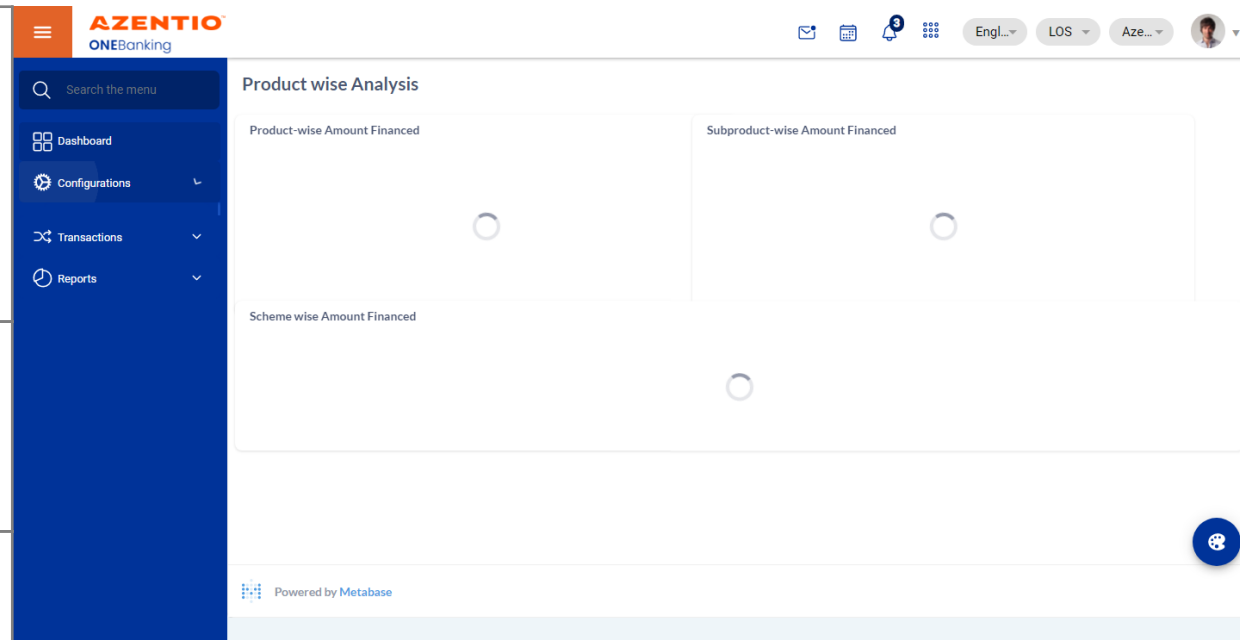 AZENTIO
ONEBanking
3
Engl...
LOS
Aze...
Search the menu
Dashboard
Configurations
Transactions
Reports
Product wise Analysis
Product-wise Amount Financed
Subproduct-wise Amount Financed
Scheme wise Amount Financed
Powered by Metabase